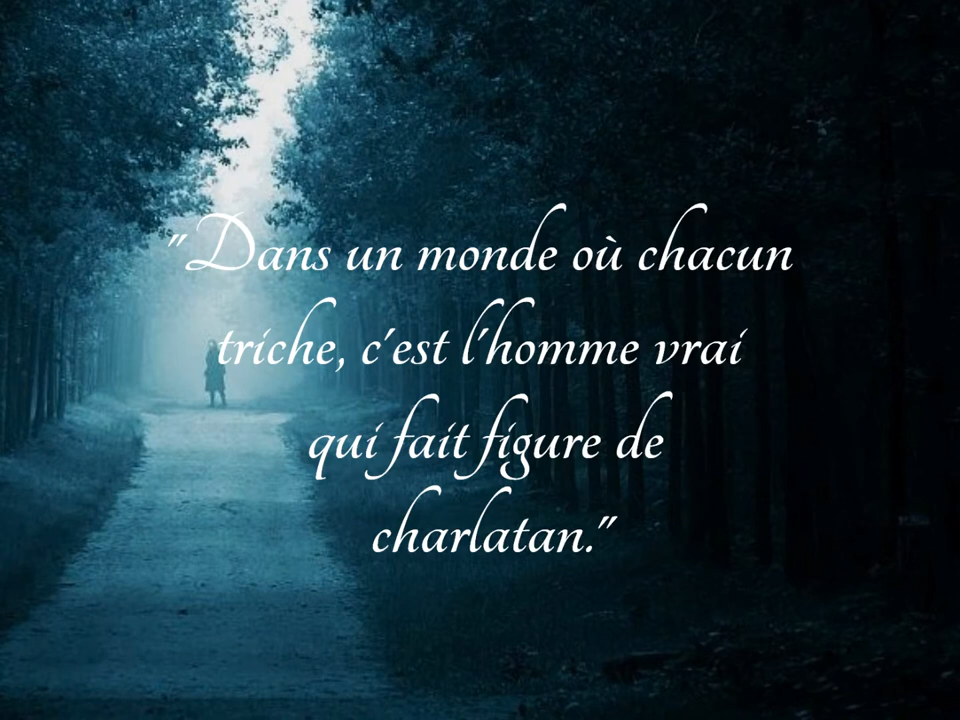 "Dans un monde où chacun
triche, c'est l'homme vrai
qui fait figure de
charlatan."